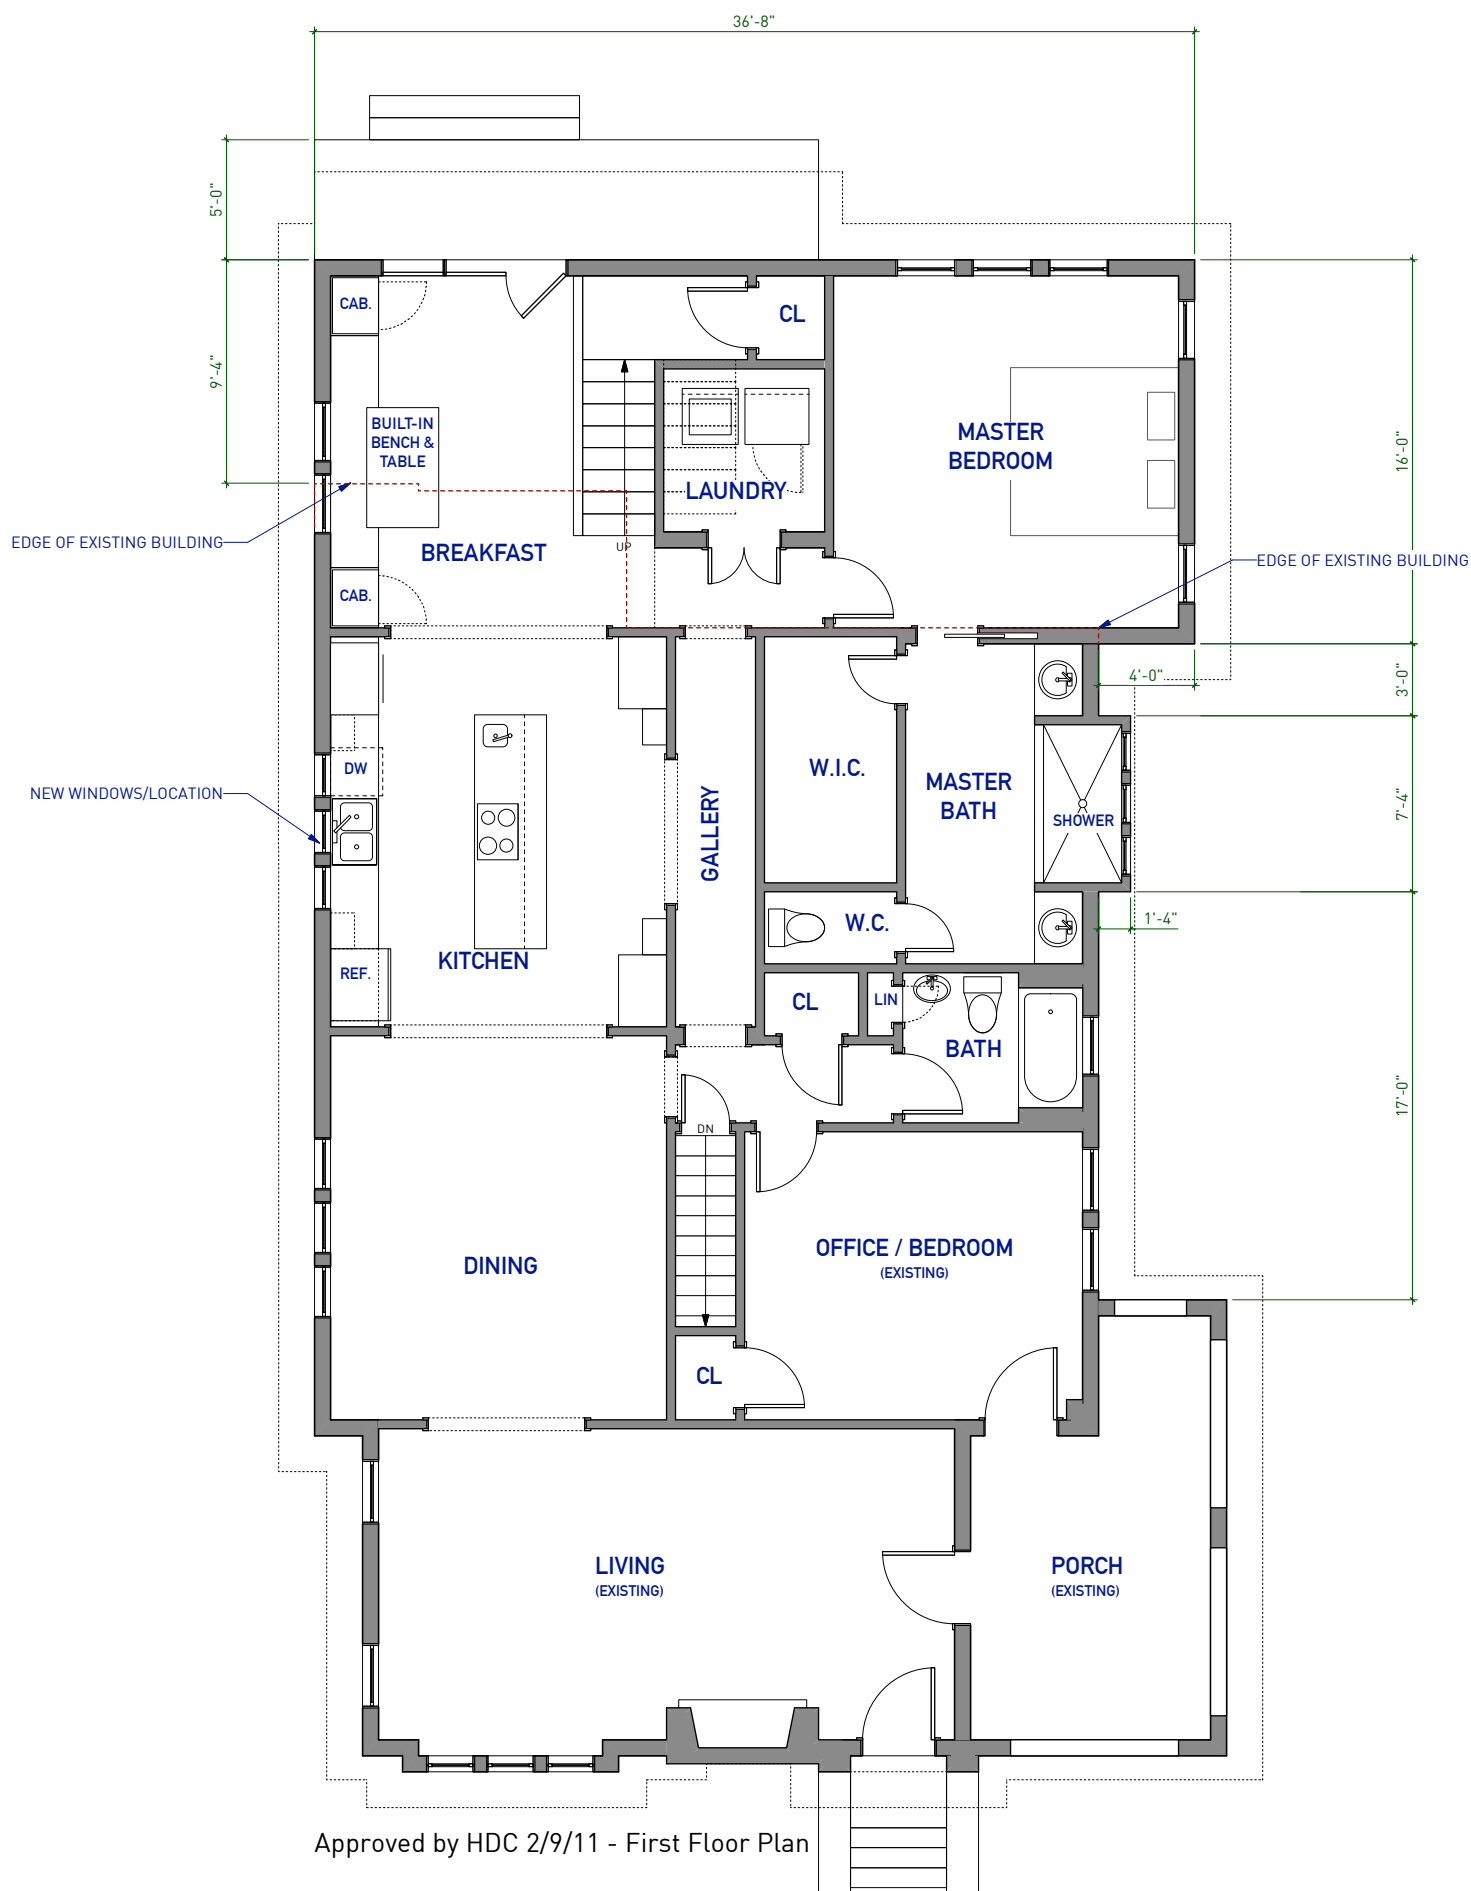 36'-8"
5'-0"
9'-4"
CAB.
CL
BUILT-IN
BENCH &
TABLE
MASTER
BEDROOM
16'-0"
LAUNDRY
EDGE OF EXISTING BUILDING
BREAKFAST
UP
EDGE OF EXISTING BUILDING
CAB.
4'-0"
3'-0"
DW
W.I.C.
MASTER
BATH
NEW WINDOWS/LOCATION
GALLERY
SHOWER
7'-4"
W.C.
1'-4"
KITCHEN
REF.
CL
LIN
BATH
17'-0"
DN
DINING
OFFICE / BEDROOM
(EXISTING)
CL
LIVING
(EXISTING)
PORCH
(EXISTING)
Approved by HDC 2/9/11 - First Floor Plan